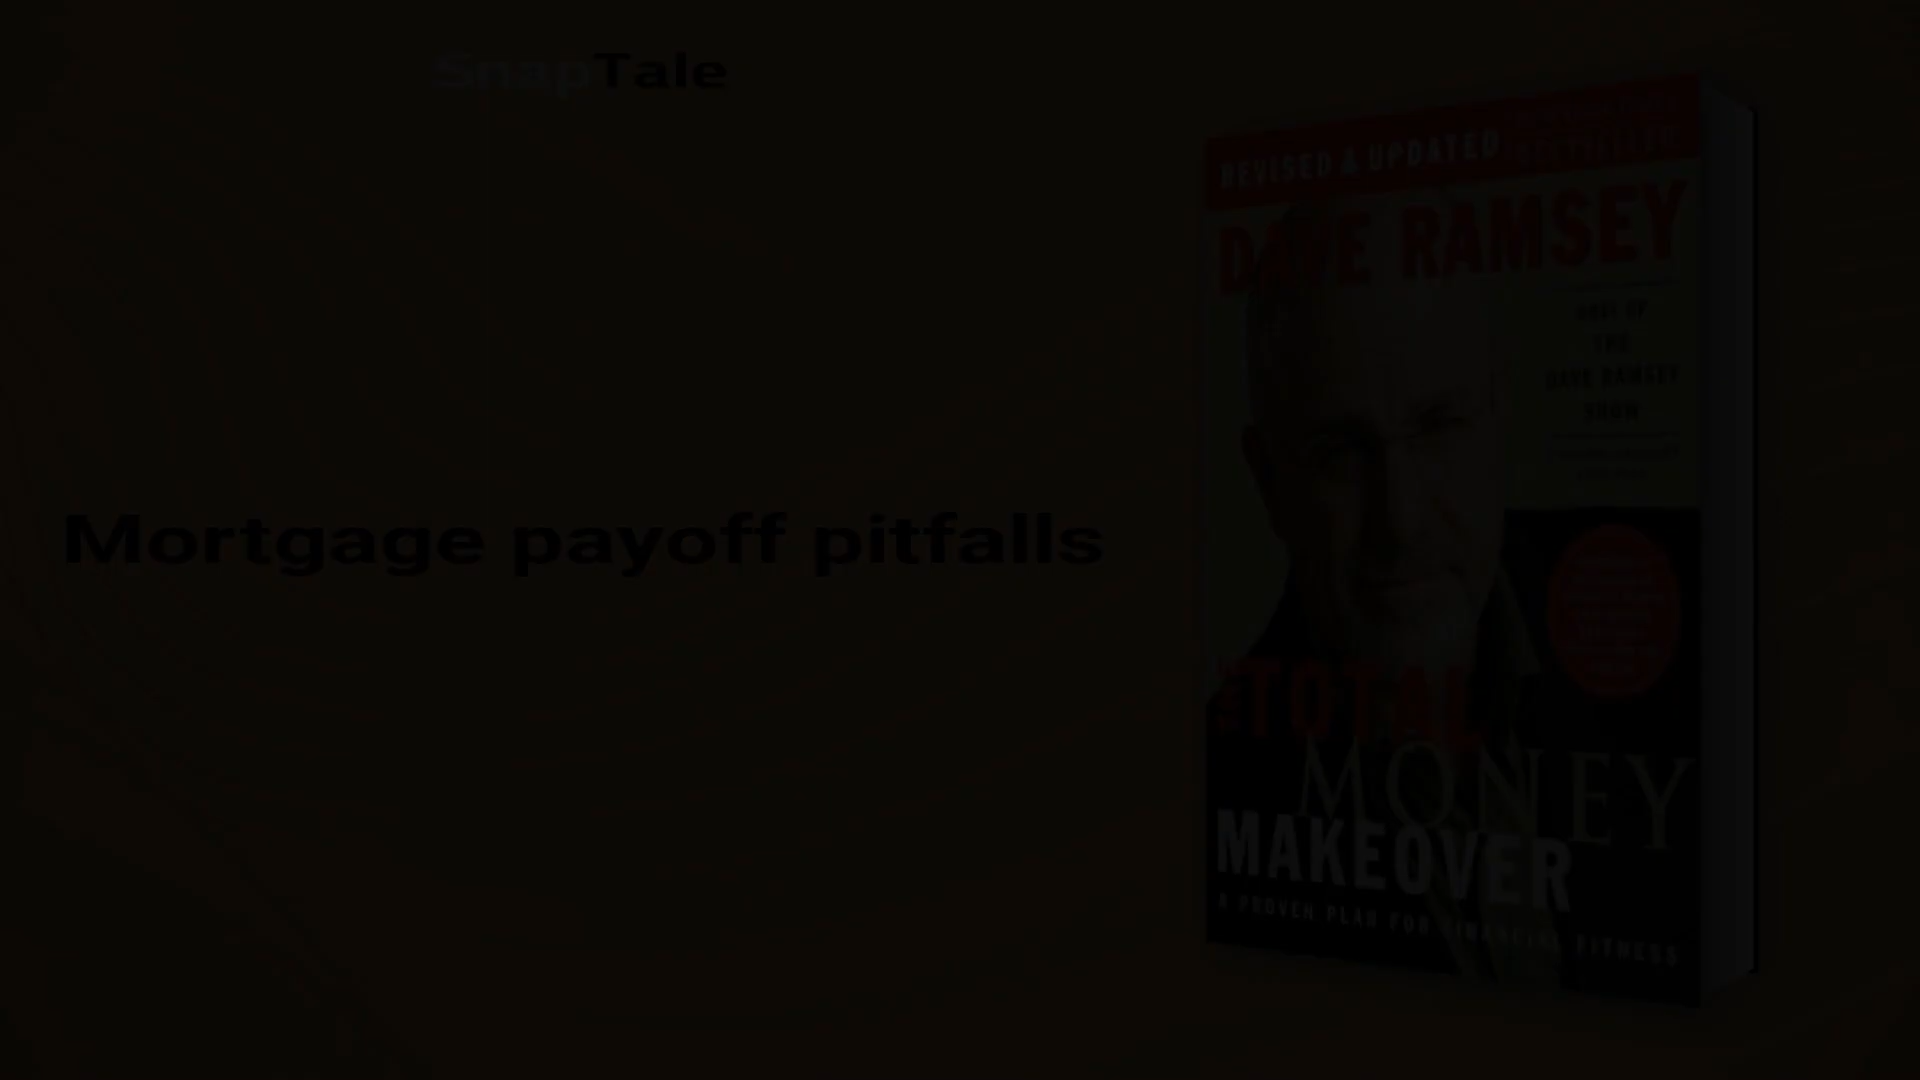 SnapTale
Mortgage payoff pitfalls
REVISED & UPDATED
DAVE RAMSEY
HOST OF
THE
DAVE RAMSEY
SHOW
THE TOTAL
MONEY
MAKEOVER
A PROVEN PLAN FOR FINANCIAL FITNESS